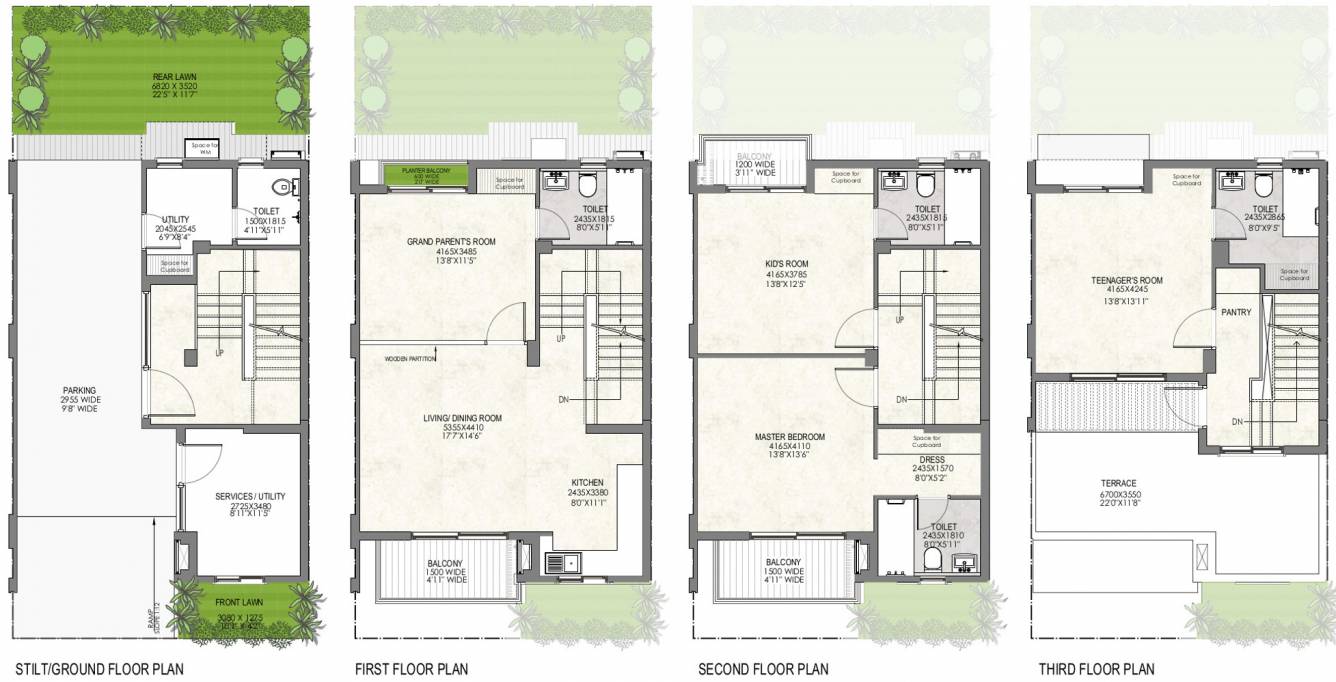 REAR LAWN
6820 X 3520
22'5" X 11'7"
Space for
WM
UTILITY
2045X2545
6'9"X8'4"
TOILET
1500X1815
4'11"X5'11"
Space for
Cupboard
UP
PARKING
2955 WIDE
9'8" WIDE
SERVICES / UTILITY
2725X3480
8'11"X11'5"
RAMP
SLOPE 1:12
FRONT LAWN
3080 X 1275
10'1" X 4'2"
STILT/GROUND FLOOR PLAN
PLANTER BALCONY
600 WIDE
2'0" WIDE
Space for
Cupboard
TOILET
2435X1815
8'0"X5'11"
GRAND PARENT'S ROOM
4165X3485
13'8"X11'5"
UP
WOODEN PARTITION
DN
LIVING/ DINING ROOM
5355X4410
17'7"X14'6"
KITCHEN
2435X3380
8'0"X11'1"
BALCONY
1500 WIDE
4'11" WIDE
FIRST FLOOR PLAN
BALCONY
1200 WIDE
3'11" WIDE
Space for
Cupboard
TOILET
2435X1815
8'0"X5'11"
KID'S ROOM
4165X3785
13'8"X12'5"
UP
DN
MASTER BEDROOM
4165X4110
13'8"X13'6"
Space for
Cupboard
DRESS
2435X1570
8'0"X5'2"
TOILET
2435X1810
8'0"X5'11"
BALCONY
1500 WIDE
4'11" WIDE
SECOND FLOOR PLAN
Space for
Cupboard
TOILET
2435X2865
8'0"X9'5"
Space for
Cupboard
TEENAGER'S ROOM
4165X4245
13'8"X13'11"
PANTRY
DN
TERRACE
6700X3550
22'0"X11'8"
THIRD FLOOR PLAN